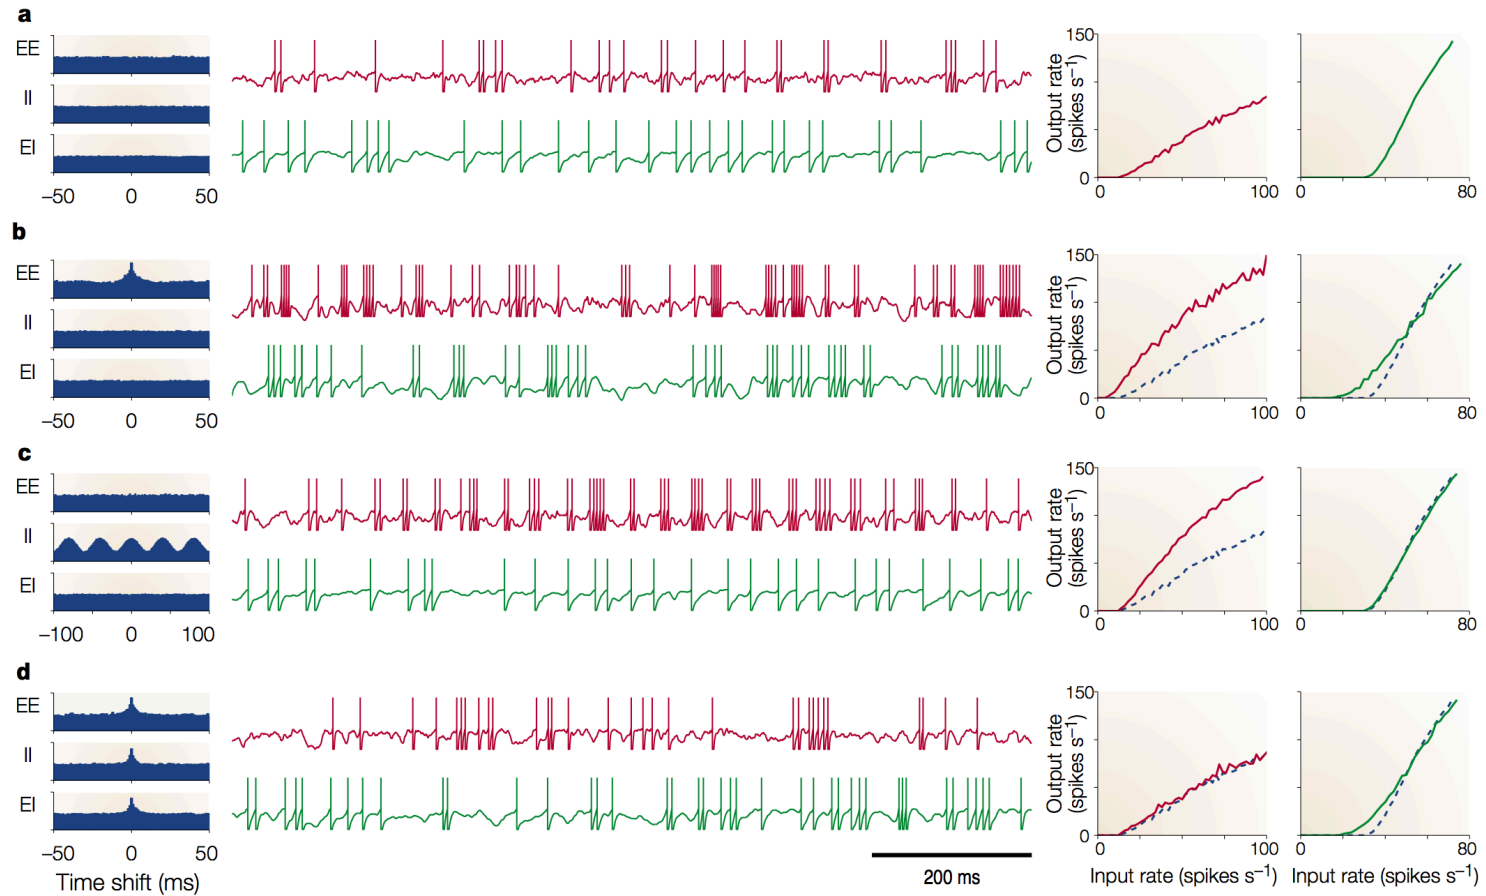 a
EE
II
EI
−50 0 50
Output rate
(spikes s⁻¹)
150
0
0 100
0 80
b
EE
II
EI
−50 0 50
Output rate
(spikes s⁻¹)
150
0
0 100
0 80
c
EE
II
EI
−100 0 100
Output rate
(spikes s⁻¹)
150
0
0 100
0 80
d
EE
II
EI
−50 0 50
Time shift (ms)
200 ms
Output rate
(spikes s⁻¹)
150
0
0 100
0 80
Input rate (spikes s⁻¹) Input rate (spikes s⁻¹)